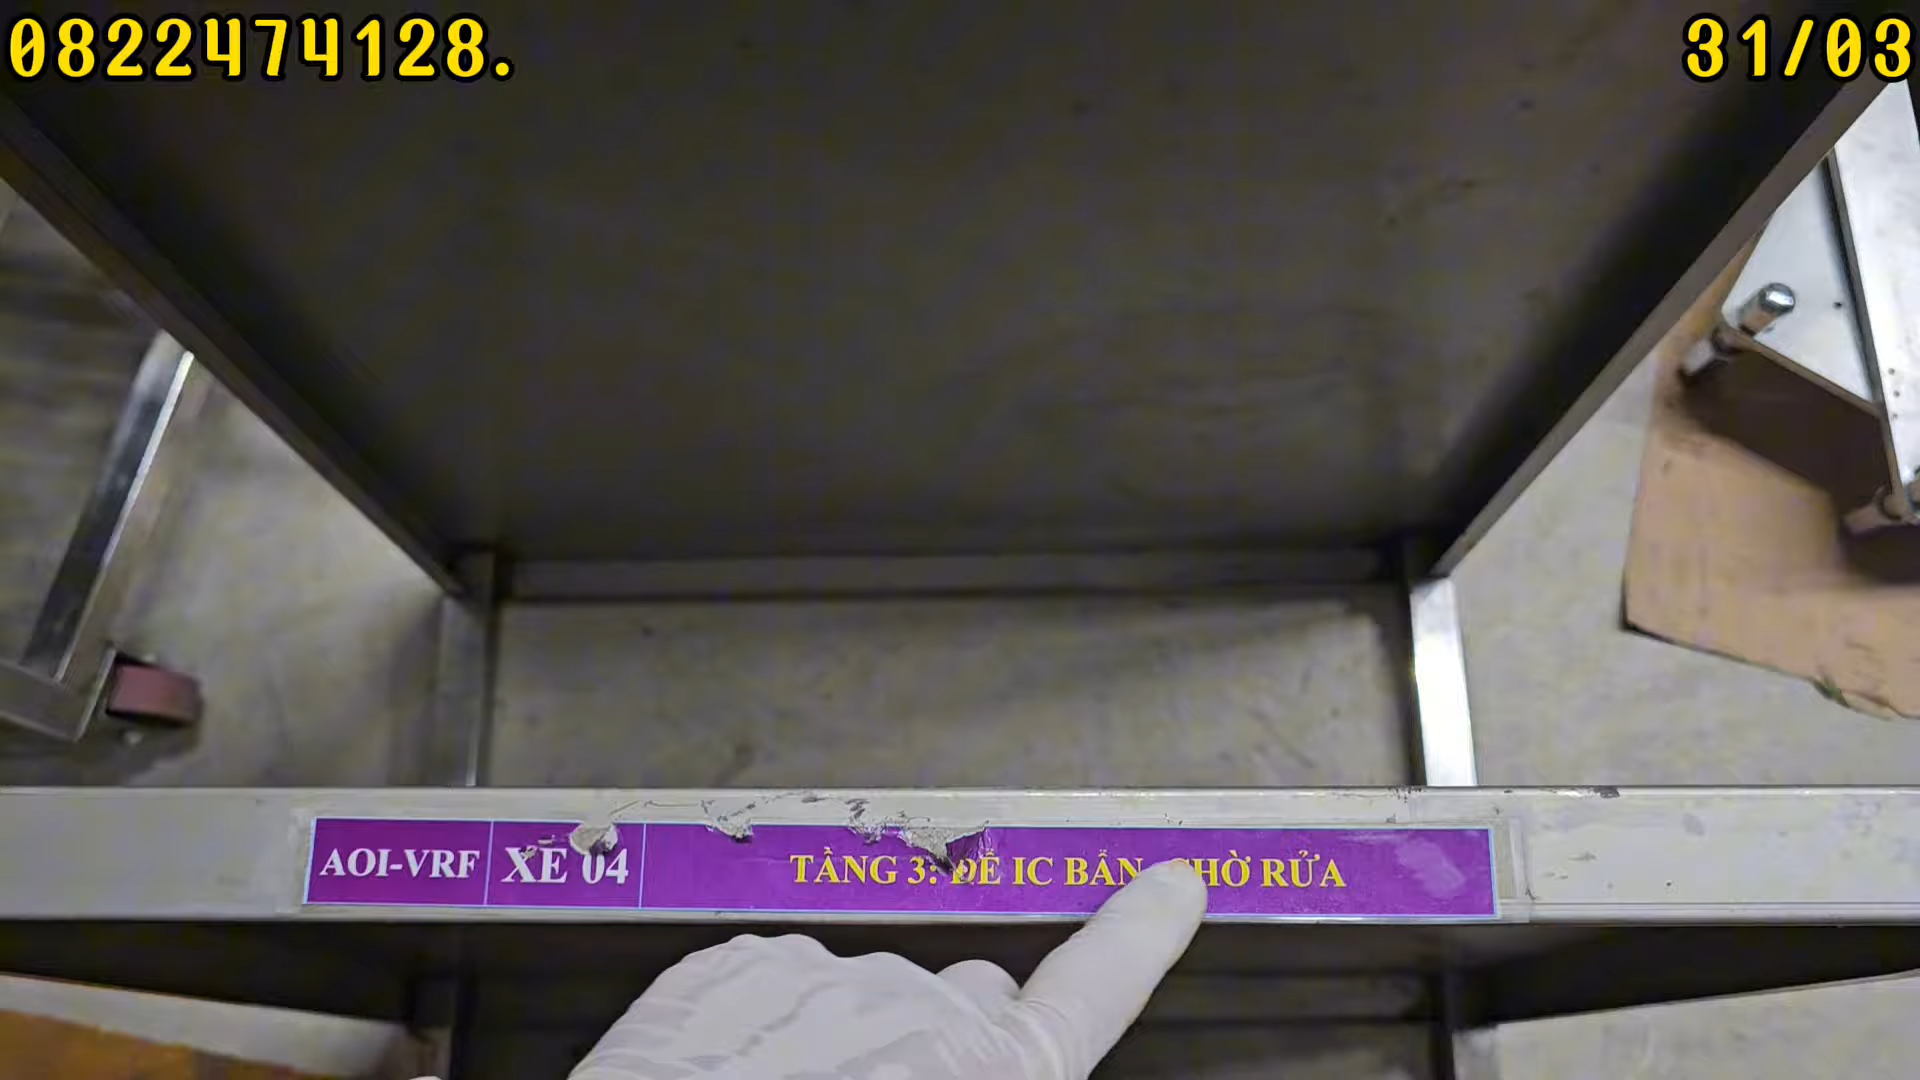 0822474128.
31/03
AOI-VRF XE 04 TẦNG 3: ĐỂ IC BẨN CHỜ RỬA